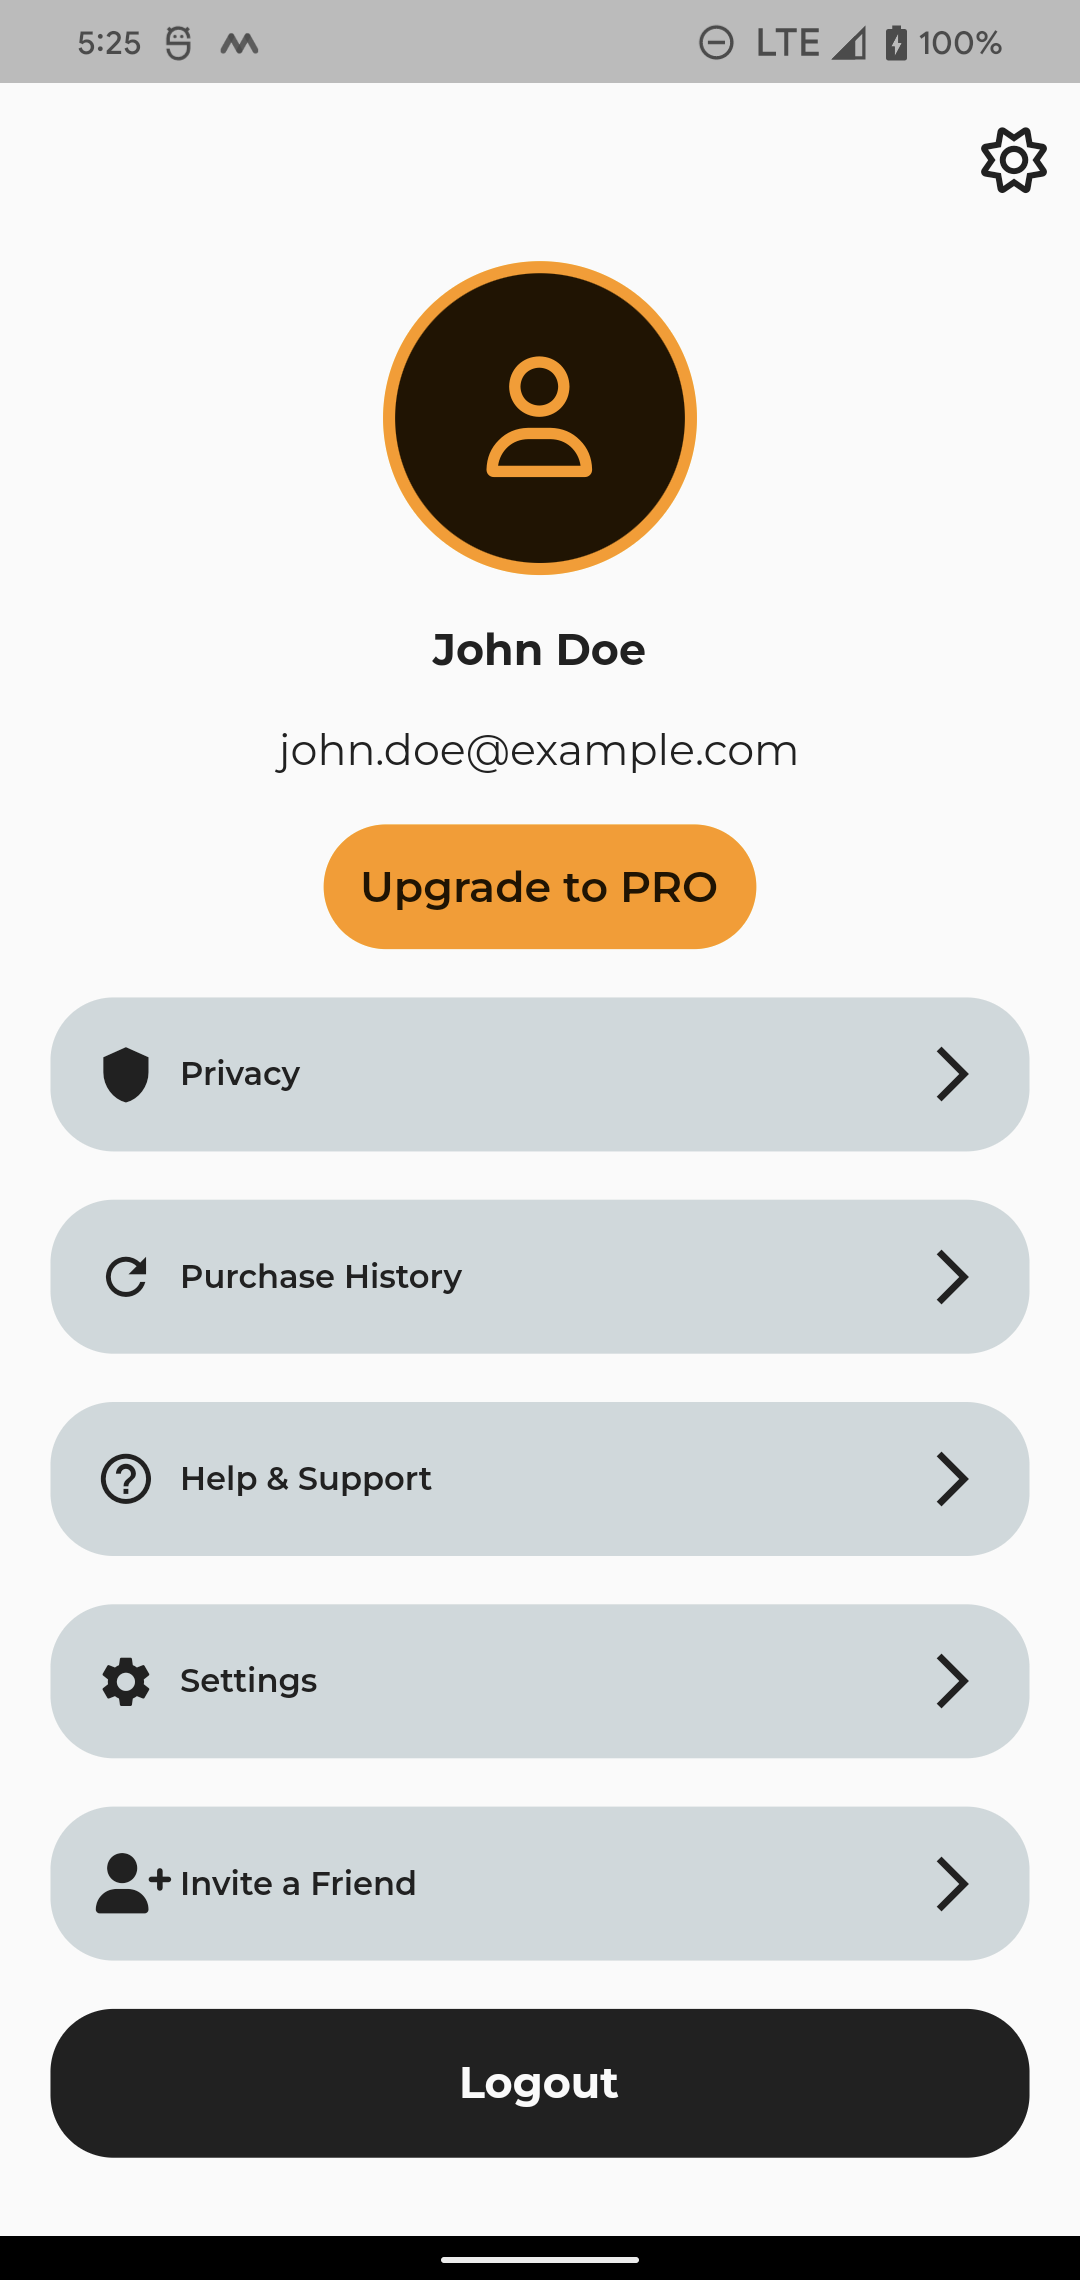 5:25 LTE 100%
John Doe
john.doe@example.com
Upgrade to PRO
Privacy
Purchase History
Help & Support
Settings
Invite a Friend
Logout